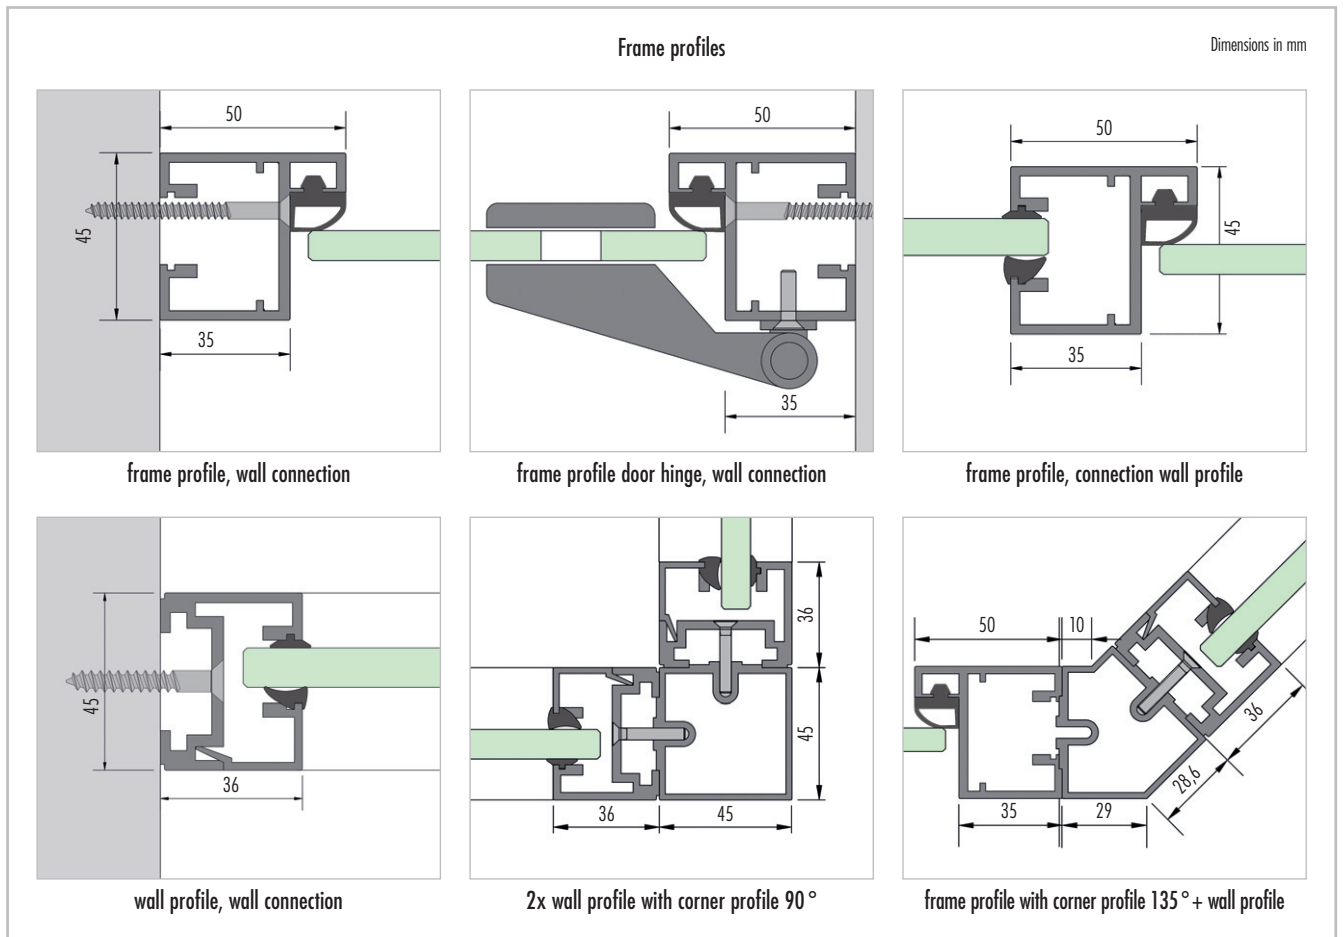 Frame profiles
Dimensions in mm
50
45
35
frame profile, wall connection
50
35
frame profile door hinge, wall connection
50
45
35
frame profile, connection wall profile
45
36
wall profile, wall connection
36
45
36
45
2x wall profile with corner profile 90°
50
10
36
28,6
35
29
frame profile with corner profile 135°+ wall profile